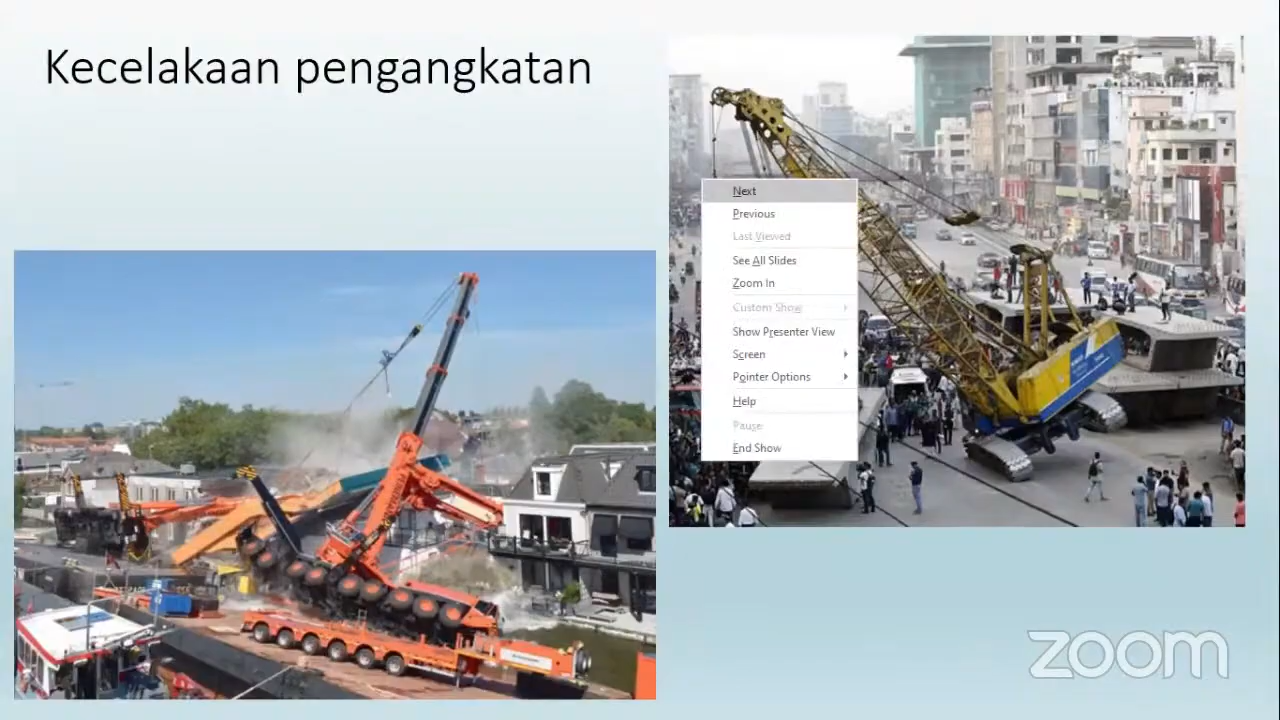 Kecelakaan pengangkatan
Next
Previous
Last Viewed
See All Slides
Zoom In
Custom Show
Show Presenter View
Screen
Pointer Options
Help
Pause
End Show
zoom